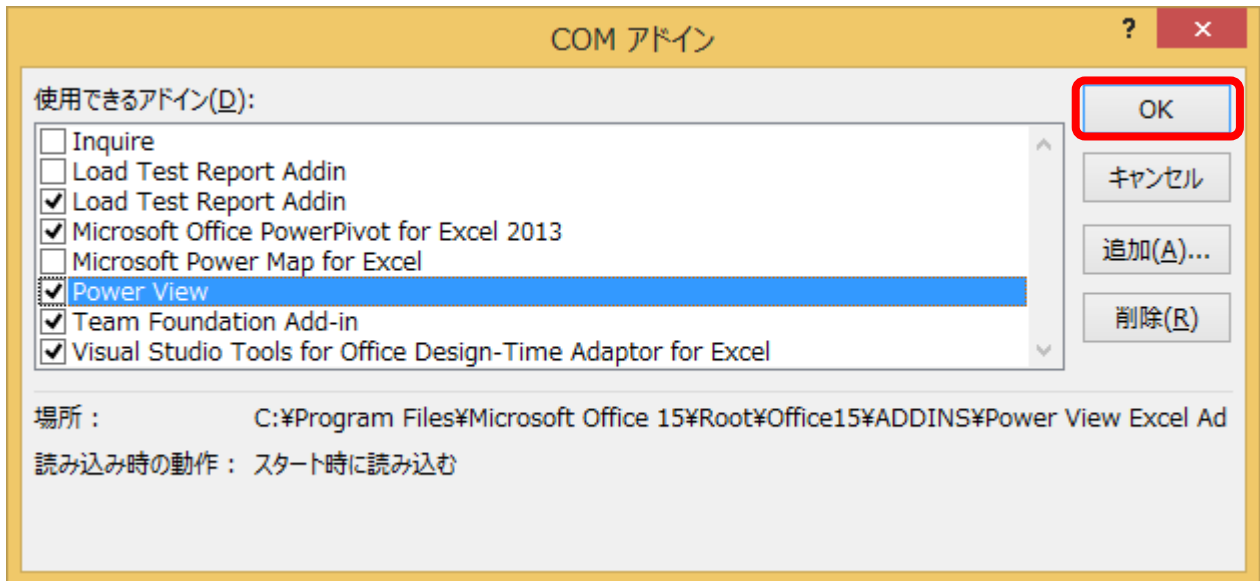 COM アドイン
?
使用できるアドイン(D):
OK
Inquire
Load Test Report Addin
キャンセル
Load Test Report Addin
Microsoft Office PowerPivot for Excel 2013
追加(A)...
Microsoft Power Map for Excel
Power View
Team Foundation Add-in
削除(R)
Visual Studio Tools for Office Design-Time Adaptor for Excel
場所： C:¥Program Files¥Microsoft Office 15¥Root¥Office15¥ADDINS¥Power View Excel Ad
読み込み時の動作： スタート時に読み込む